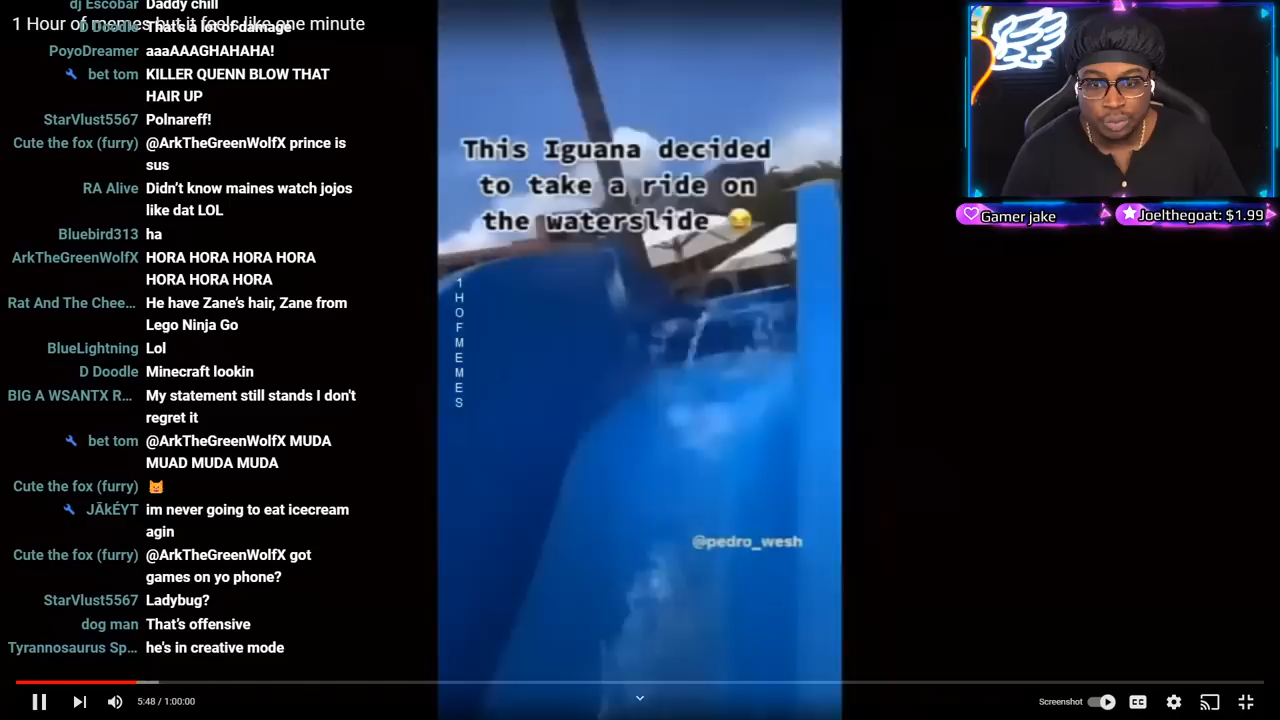 dj Escobar Daddy chill
1 Hour of memes but it feels like one minute
D Doodle That's a lot of damage
PoyoDreamer aaaAAAGHAHAHA!
bet tom KILLER QUENN BLOW THAT
HAIR UP
StarVlust5567 Polnareff!
Cute the fox (furry) @ArkTheGreenWolfX prince is
sus
RA Alive Didn't know maines watch jojos
like dat LOL
Bluebird313 ha
ArkTheGreenWolfX HORA HORA HORA HORA
HORA HORA HORA
Rat And The Chee... He have Zane's hair, Zane from
Lego Ninja Go
BlueLightning Lol
D Doodle Minecraft lookin
BIG A WSANTX R... My statement still stands I don't
regret it
bet tom @ArkTheGreenWolfX MUDA
MUAD MUDA MUDA
Cute the fox (furry) 😺
JĀkÉYT im never going to eat icecream
agin
Cute the fox (furry) @ArkTheGreenWolfX got
games on yo phone?
StarVlust5567 Ladybug?
dog man That's offensive
Tyrannosaurus Sp... he's in creative mode
This Iguana decided
to take a ride on
the waterslide 😂
1
H
O
F
M
E
M
E
S
@pedro_wesh
Gamer jake
Joelthegoat: $1.99
5:48 / 1:00:00
Screenshot
CC